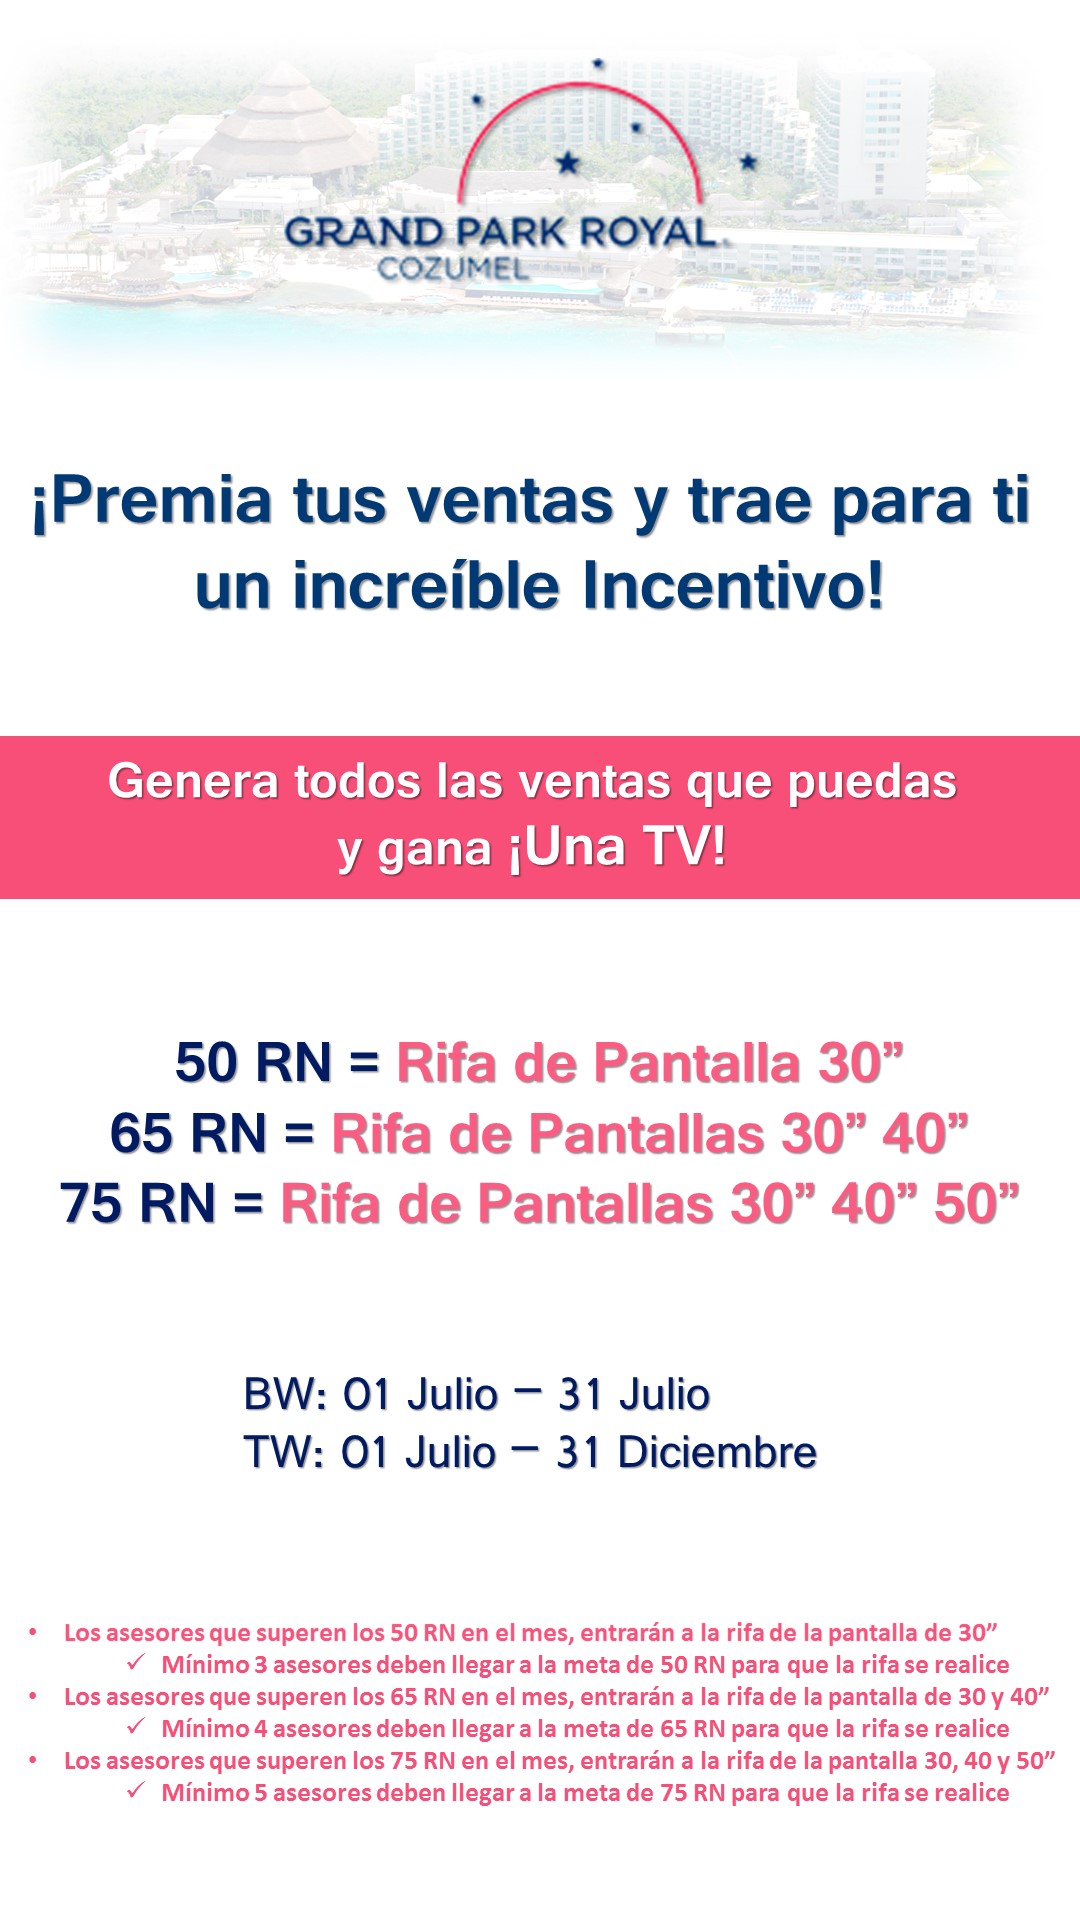 GRAND PARK ROYAL
COZUMEL
¡Premia tus ventas y trae para ti
un increíble Incentivo!
Genera todos las ventas que puedas
y gana ¡Una TV!
50 RN = Rifa de Pantalla 30”
65 RN = Rifa de Pantallas 30” 40”
75 RN = Rifa de Pantallas 30” 40” 50”
BW: 01 Julio – 31 Julio
TW: 01 Julio – 31 Diciembre
• Los asesores que superen los 50 RN en el mes, entrarán a la rifa de la pantalla de 30”
✓ Mínimo 3 asesores deben llegar a la meta de 50 RN para que la rifa se realice
• Los asesores que superen los 65 RN en el mes, entrarán a la rifa de la pantalla de 30 y 40”
✓ Mínimo 4 asesores deben llegar a la meta de 65 RN para que la rifa se realice
• Los asesores que superen los 75 RN en el mes, entrarán a la rifa de la pantalla 30, 40 y 50”
✓ Mínimo 5 asesores deben llegar a la meta de 75 RN para que la rifa se realice